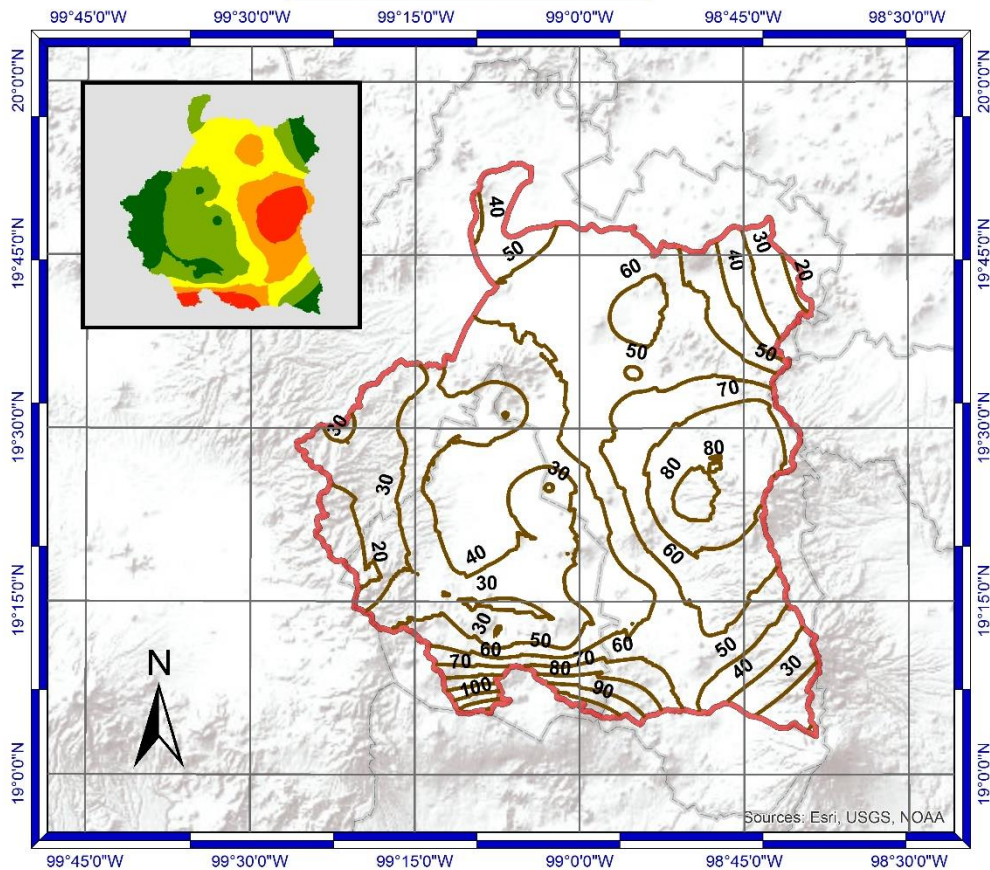 99°45'0"W 99°30'0"W 99°15'0"W 99°0'0"W 98°45'0"W 98°30'0"W
20°0'0"N 20°0'0"N
40
30
19°45'0"N 50 60 40 20 19°45'0"N
50 50
70
19°30'0"N 30 19°30'0"N
80
30 80
30
20 40 60
30
19°15'0"N 19°15'0"N
30 50 60 50
60 70 40 30
70 80
N 100 90
19°0'0"N 19°0'0"N
Sources: Esri, USGS, NOAA
99°45'0"W 99°30'0"W 99°15'0"W 99°0'0"W 98°45'0"W 98°30'0"W